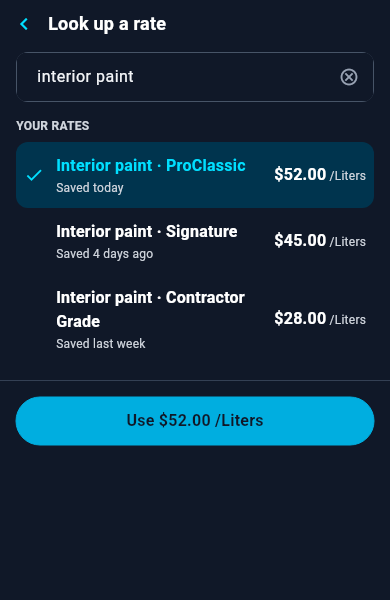 Look up a rate
interior paint
YOUR RATES
Interior paint · ProClassic
Saved today
$52.00 /Liters
Interior paint · Signature
Saved 4 days ago
$45.00 /Liters
Interior paint · Contractor
Grade
Saved last week
$28.00 /Liters
Use $52.00 /Liters